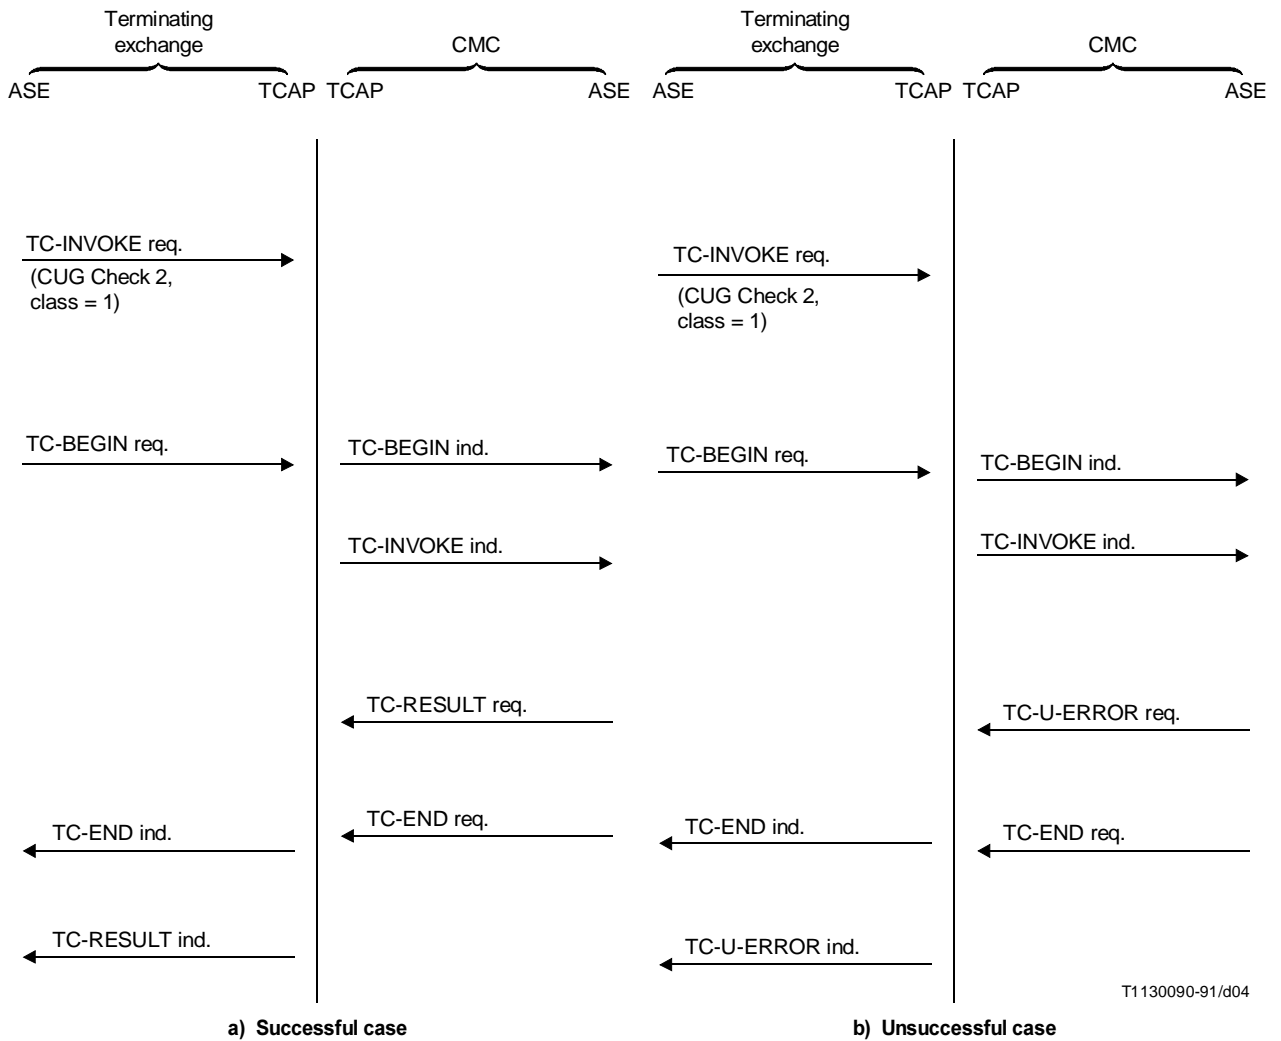 Terminating
exchange
CMC
ASE
TCAP
TCAP
ASE
TC-INVOKE req.
(CUG Check 2,
class = 1)
TC-BEGIN req.
TC-BEGIN ind.
TC-INVOKE ind.
TC-RESULT req.
TC-END req.
TC-END ind.
TC-RESULT ind.
a) Successful case
Terminating
exchange
CMC
ASE
TCAP
TCAP
ASE
TC-INVOKE req.
(CUG Check 2,
class = 1)
TC-BEGIN req.
TC-BEGIN ind.
TC-INVOKE ind.
TC-U-ERROR req.
TC-END req.
TC-END ind.
TC-U-ERROR ind.
T1130090-91/d04
b) Unsuccessful case